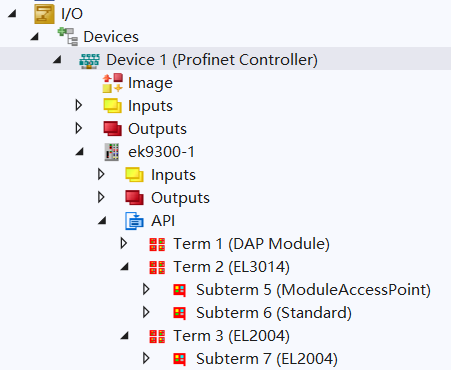 I/O
Devices
Device 1 (Profinet Controller)
Image
Inputs
Outputs
ek9300-1
Inputs
Outputs
API
Term 1 (DAP Module)
Term 2 (EL3014)
Subterm 5 (ModuleAccessPoint)
Subterm 6 (Standard)
Term 3 (EL2004)
Subterm 7 (EL2004)